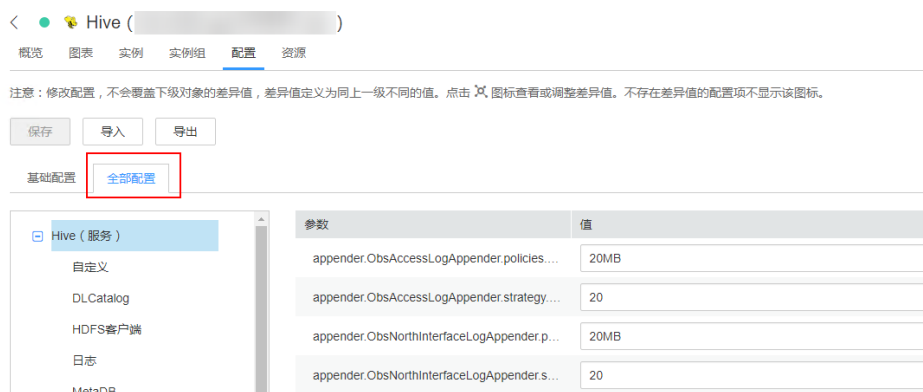 Hive ( )
概览 图表 实例 实例组 配置 资源
注意：修改配置，不会覆盖下级对象的差异值，差异值定义为同上一级不同的值。点击 图标查看或调整差异值。不存在差异值的配置项不显示该图标。
保存 导入 导出
基础配置 全部配置
Hive（服务）
自定义
DLCatalog
HDFS客户端
日志
MetaDB
参数 值
appender.ObsAccessLogAppender.policies.... 20MB
appender.ObsAccessLogAppender.strategy.... 20
appender.ObsNorthInterfaceLogAppender.p... 20MB
appender.ObsNorthInterfaceLogAppender.s... 20